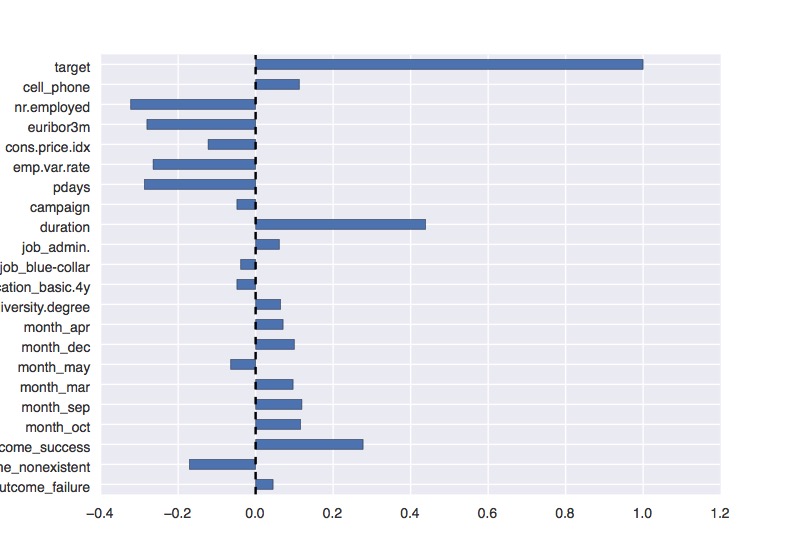 target
cell_phone
nr.employed
euribor3m
cons.price.idx
emp.var.rate
pdays
campaign
duration
job_admin.
job_blue-collar
cation_basic.4y
iversity.degree
month_apr
month_dec
month_may
month_mar
month_sep
month_oct
come_success
ne_nonexistent
utcome_failure
−0.4 −0.2 0.0 0.2 0.4 0.6 0.8 1.0 1.2